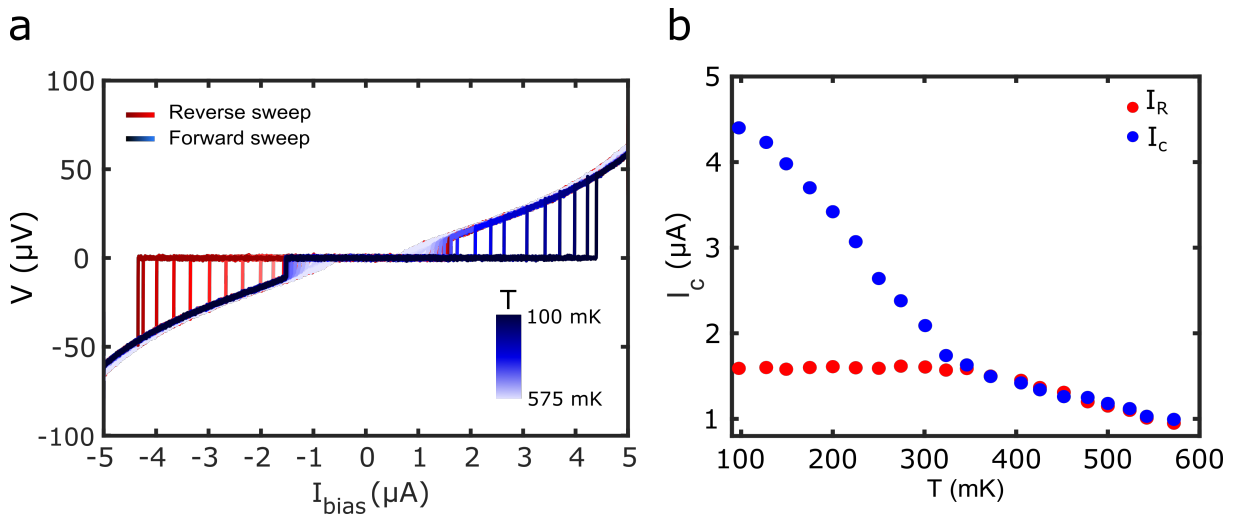 a
100
50
0
-50
-100
V (µV)
Reverse sweep
Forward sweep
T
100 mK
575 mK
-5 -4 -3 -2 -1 0 1 2 3 4 5
I_bias (µA)
b
5
4
3
2
1
I_c (µA)
I_R
I_c
100 200 300 400 500 600
T (mK)